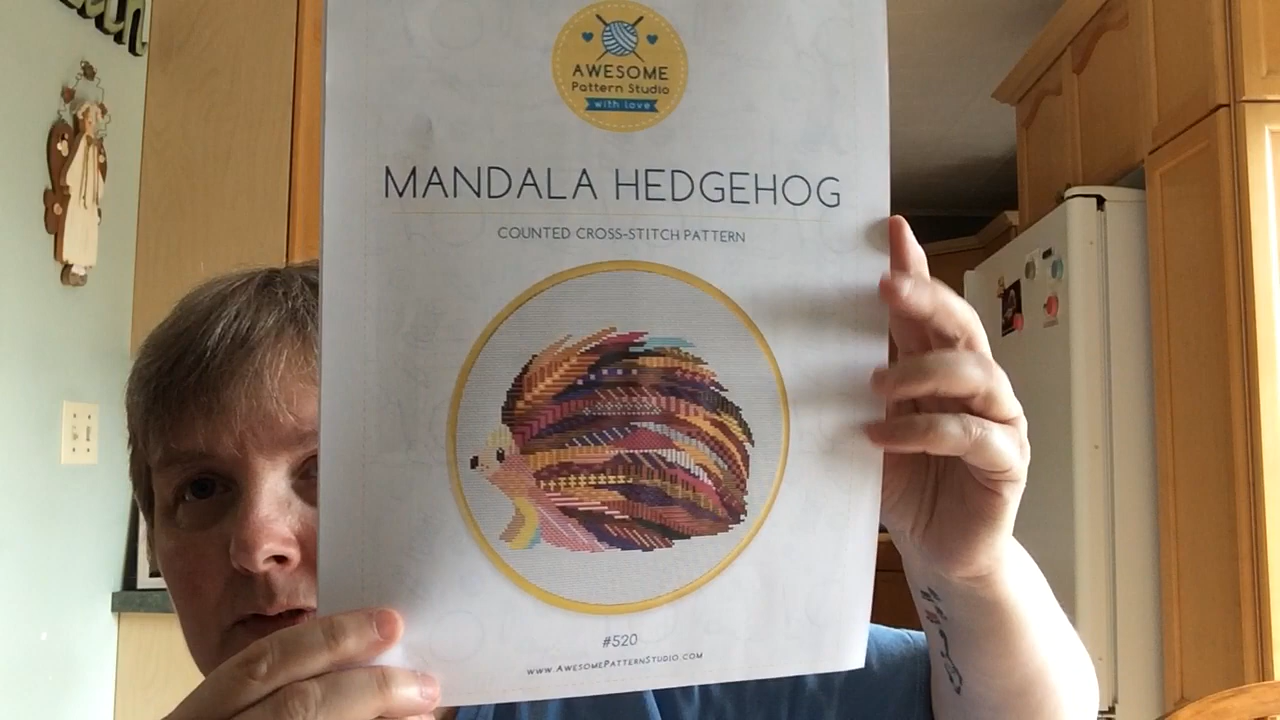 AWESOME
Pattern Studio
with love
MANDALA HEDGEHOG
COUNTED CROSS-STITCH PATTERN
#520
www.AwesomePatternStudio.com